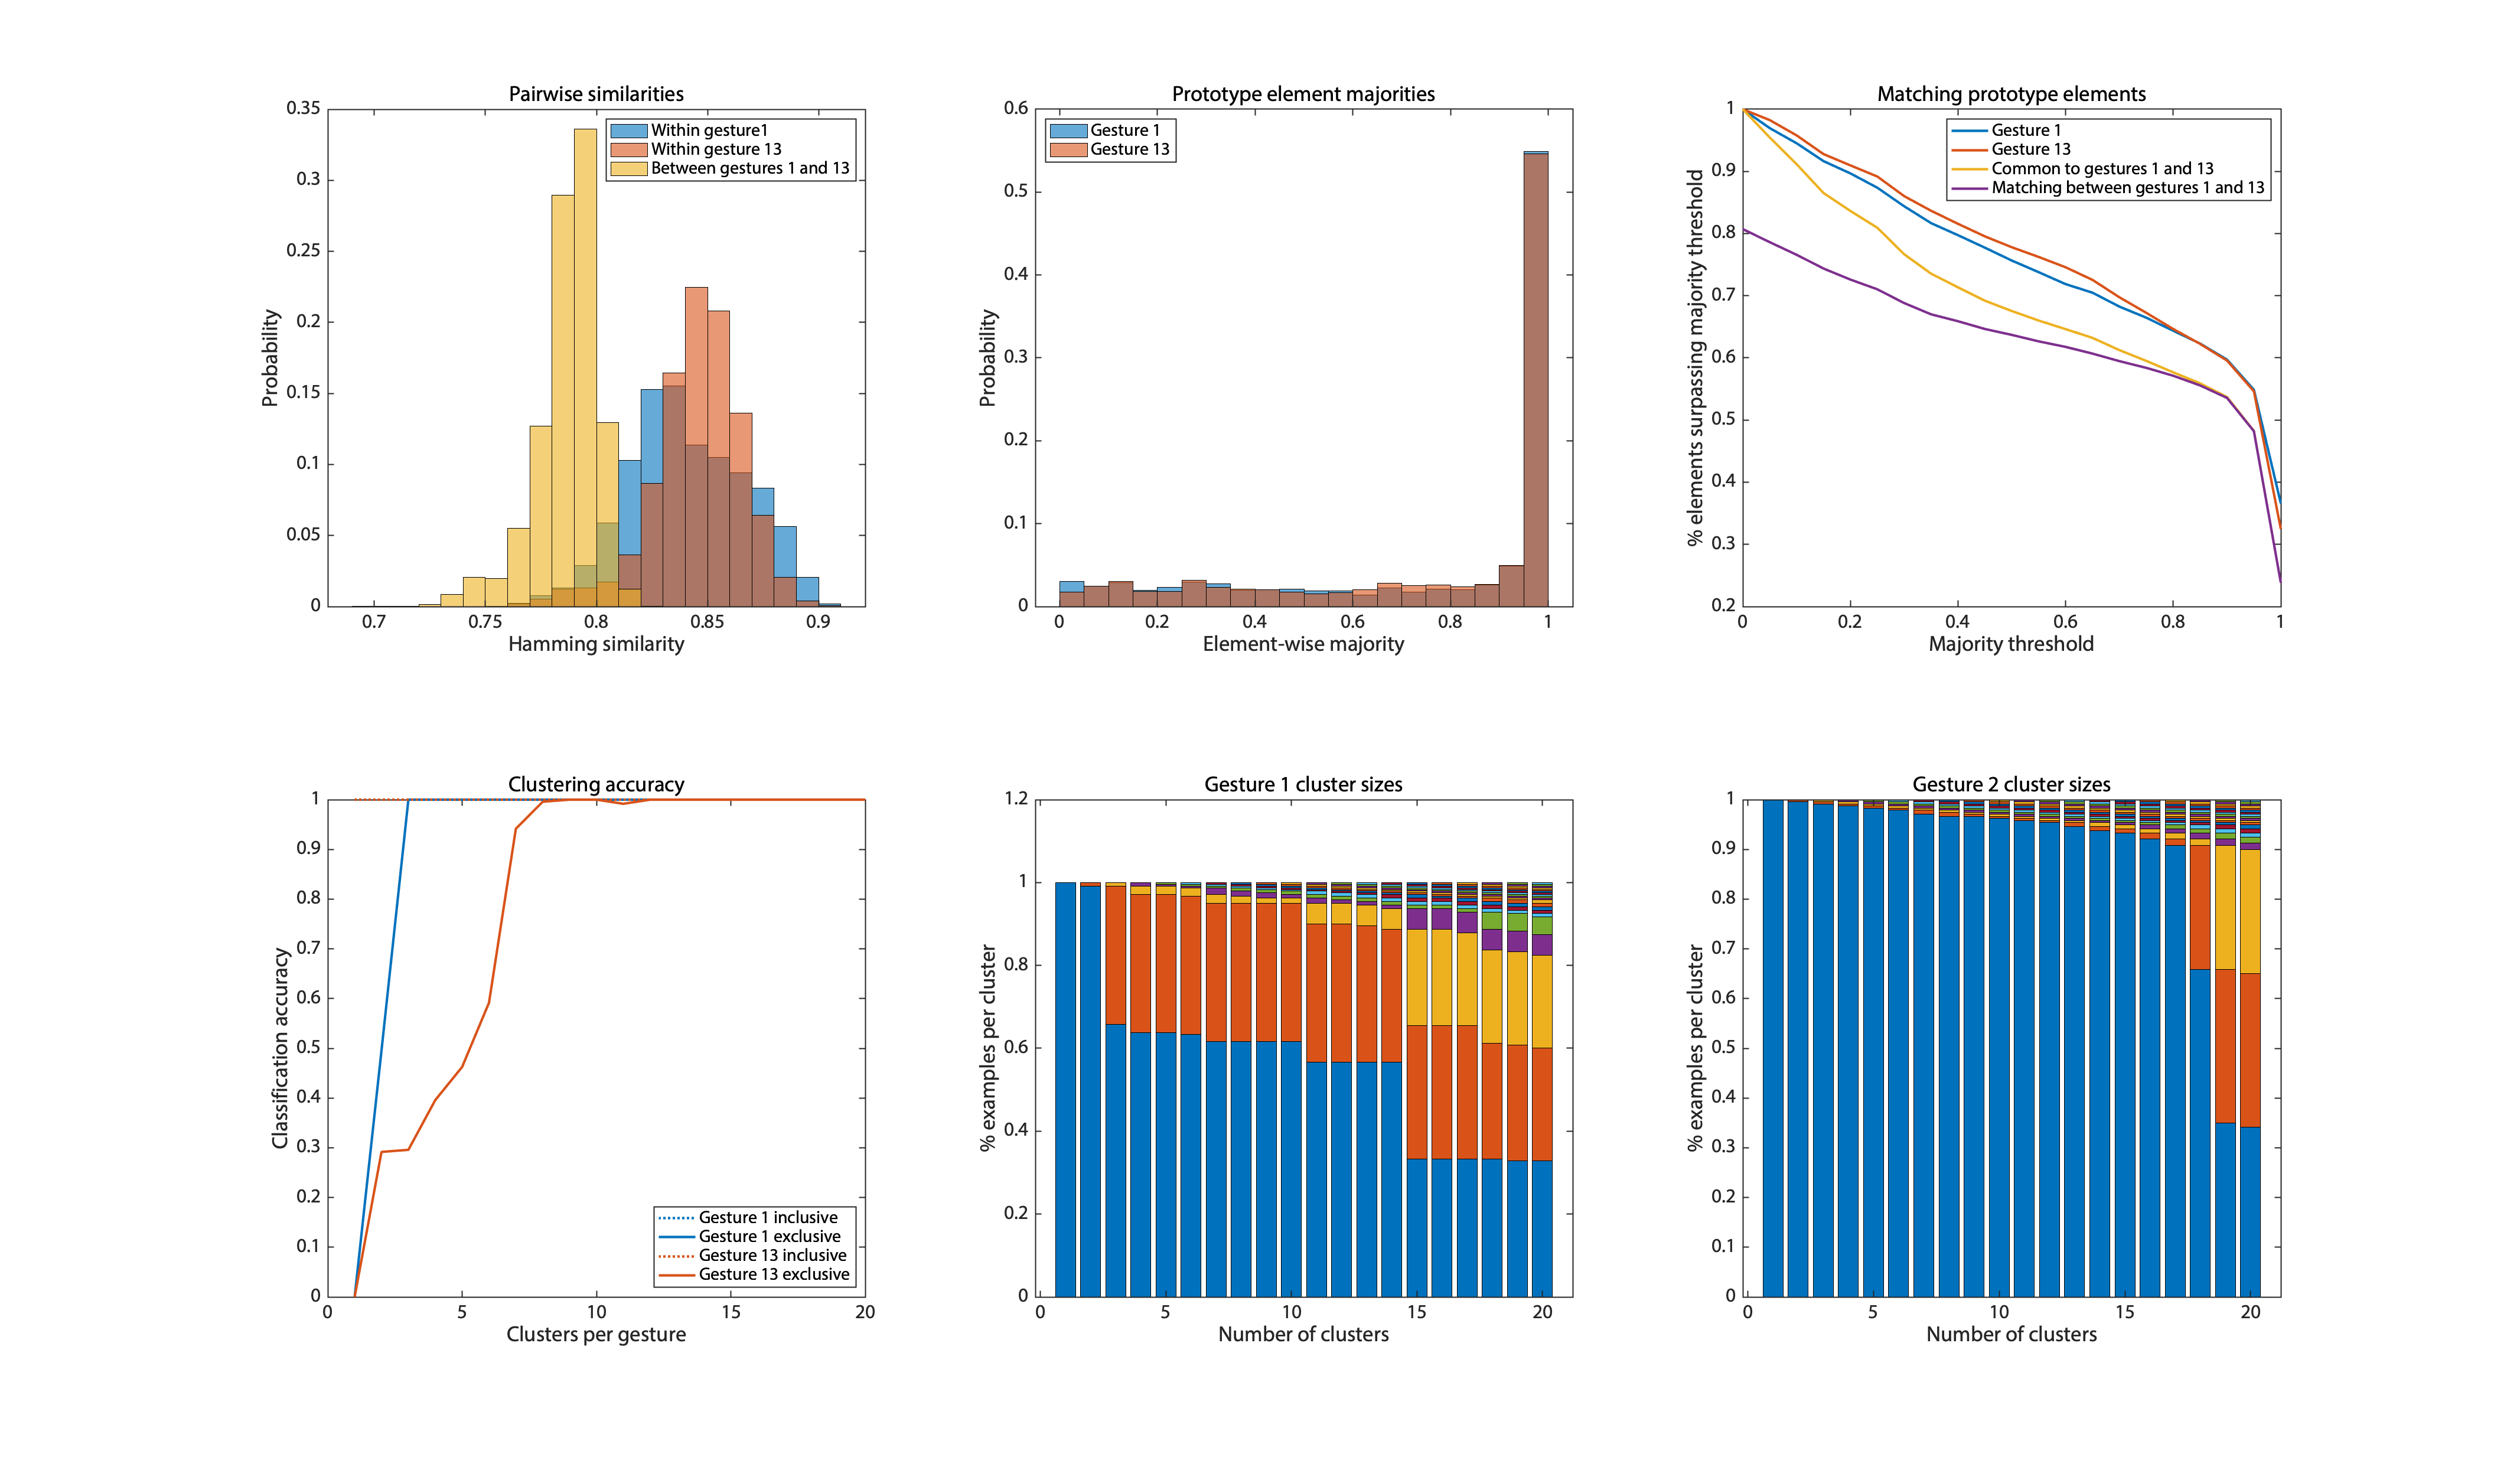 Pairwise similarities
0.35
0.3
0.25
0.2
0.15
0.1
0.05
0
Probability
Within gesture1
Within gesture 13
Between gestures 1 and 13
0.7 0.75 0.8 0.85 0.9
Hamming similarity
Prototype element majorities
0.6
0.5
0.4
0.3
0.2
0.1
0
Probability
Gesture 1
Gesture 13
0 0.2 0.4 0.6 0.8 1
Element-wise majority
Matching prototype elements
1
0.9
0.8
0.7
0.6
0.5
0.4
0.3
0.2
% elements surpassing majority threshold
Gesture 1
Gesture 13
Common to gestures 1 and 13
Matching between gestures 1 and 13
0 0.2 0.4 0.6 0.8 1
Majority threshold
Clustering accuracy
1
0.9
0.8
0.7
0.6
0.5
0.4
0.3
0.2
0.1
0
Classification accuracy
Gesture 1 inclusive
Gesture 1 exclusive
Gesture 13 inclusive
Gesture 13 exclusive
0 5 10 15 20
Clusters per gesture
Gesture 1 cluster sizes
1.2
1
0.8
0.6
0.4
0.2
0
% examples per cluster
0 5 10 15 20
Number of clusters
Gesture 2 cluster sizes
1
0.9
0.8
0.7
0.6
0.5
0.4
0.3
0.2
0.1
0
% examples per cluster
0 5 10 15 20
Number of clusters